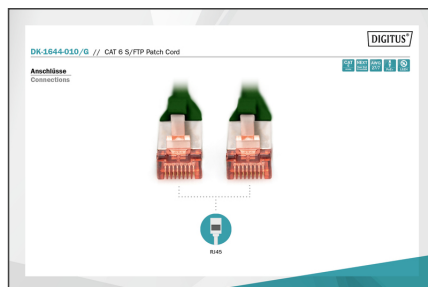 DIGITUS®
DK-1644-010/G // CAT 6 S/FTP Patch Cord
Anschlüsse
Connections
RJ45